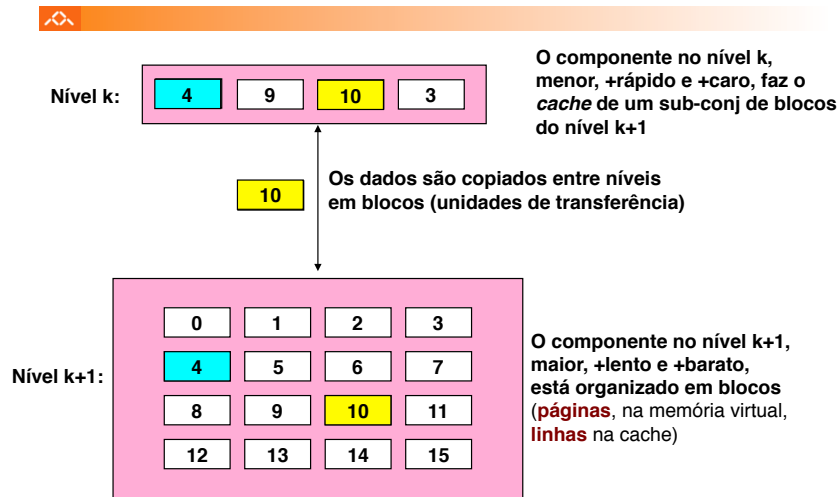 O componente no nível k,
menor, +rápido e +caro, faz o
cache de um sub-conj de blocos
do nível k+1
Nível k:
4 9 10 3
10
Os dados são copiados entre níveis
em blocos (unidades de transferência)
Nível k+1:
0 1 2 3
4 5 6 7
8 9 10 11
12 13 14 15
O componente no nível k+1,
maior, +lento e +barato,
está organizado em blocos
(páginas, na memória virtual,
linhas na cache)